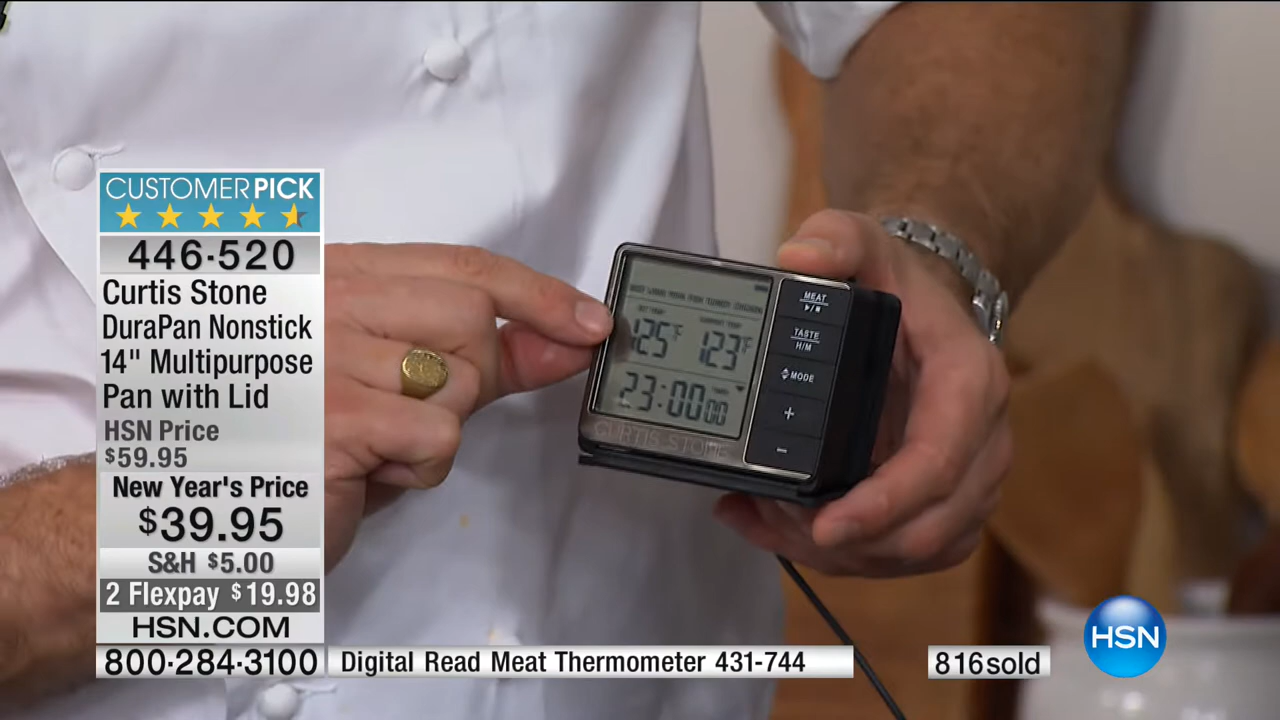 CUSTOMERPICK
446·520
Curtis Stone
DuraPan Nonstick
14" Multipurpose
Pan with Lid
HSN Price
$59.95
New Year's Price
$39.95
S&H $5.00
2 Flexpay $19.98
HSN.COM
800·284·3100
Digital Read Meat Thermometer 431-744
816 sold
HSN
125°F
123°F
23:00 00
CURTIS STONE
MEAT
TASTE
H/M
MODE
+
-